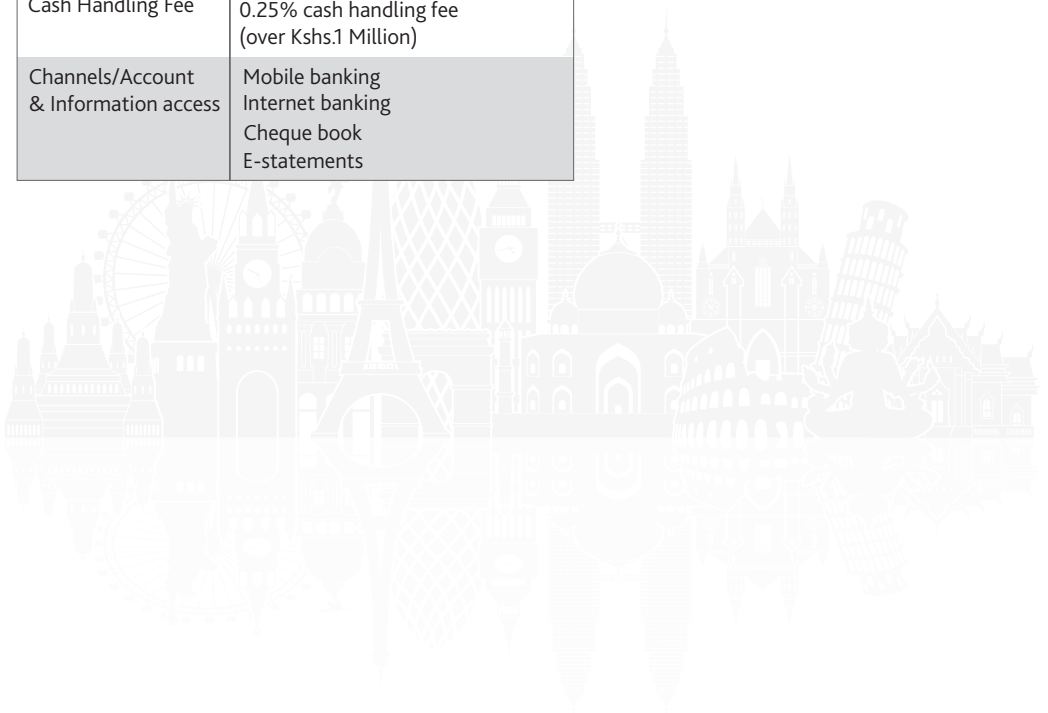 Cash Handling Fee
0.25% cash handling fee
(over Kshs.1 Million)
Channels/Account
& Information access
Mobile banking
Internet banking
Cheque book
E-statements